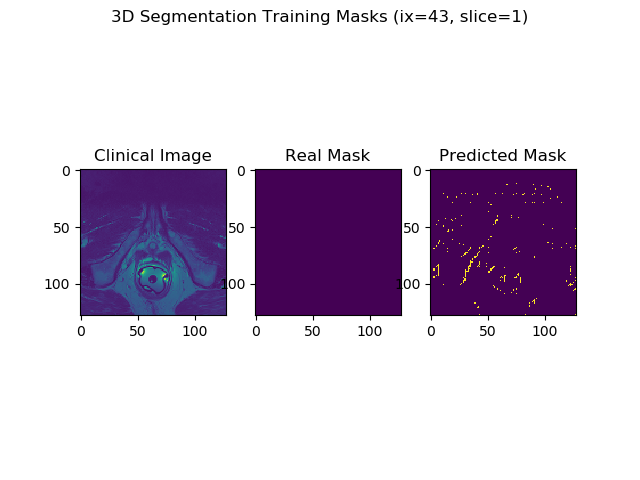 3D Segmentation Training Masks (ix=43, slice=1)
Clinical Image Real Mask Predicted Mask
0 0 0
50 50 50
100 100 100
0 50 100 0 50 100 0 50 100